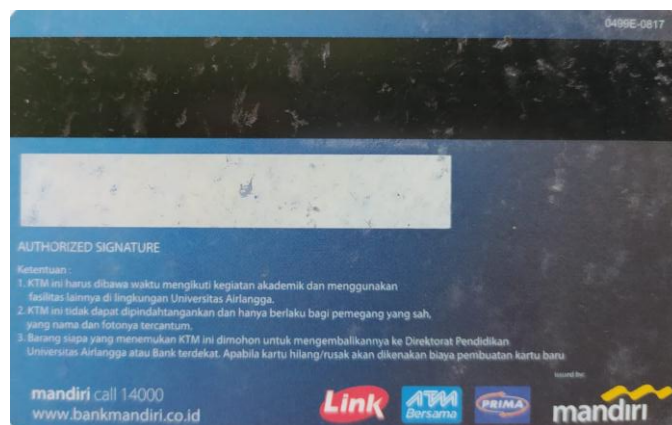 0499E-0817
AUTHORIZED SIGNATURE
Ketentuan :
1. KTM ini harus dibawa waktu mengikuti kegiatan akademik dan menggunakan
fasilitas lainnya di lingkungan Universitas Airlangga.
2. KTM ini tidak dapat dipindahtangankan dan hanya berlaku bagi pemegang yang sah,
yang nama dan fotonya tercantum.
3. Barang siapa yang menemukan KTM ini dimohon untuk mengembalikannya ke Direktorat Pendidikan
Universitas Airlangga atau Bank terdekat. Apabila kartu hilang/rusak akan dikenakan biaya pembuatan kartu baru
Issued by:
mandiri call 14000
www.bankmandiri.co.id
Link
ATM
Bersama
PRIMA
mandiri